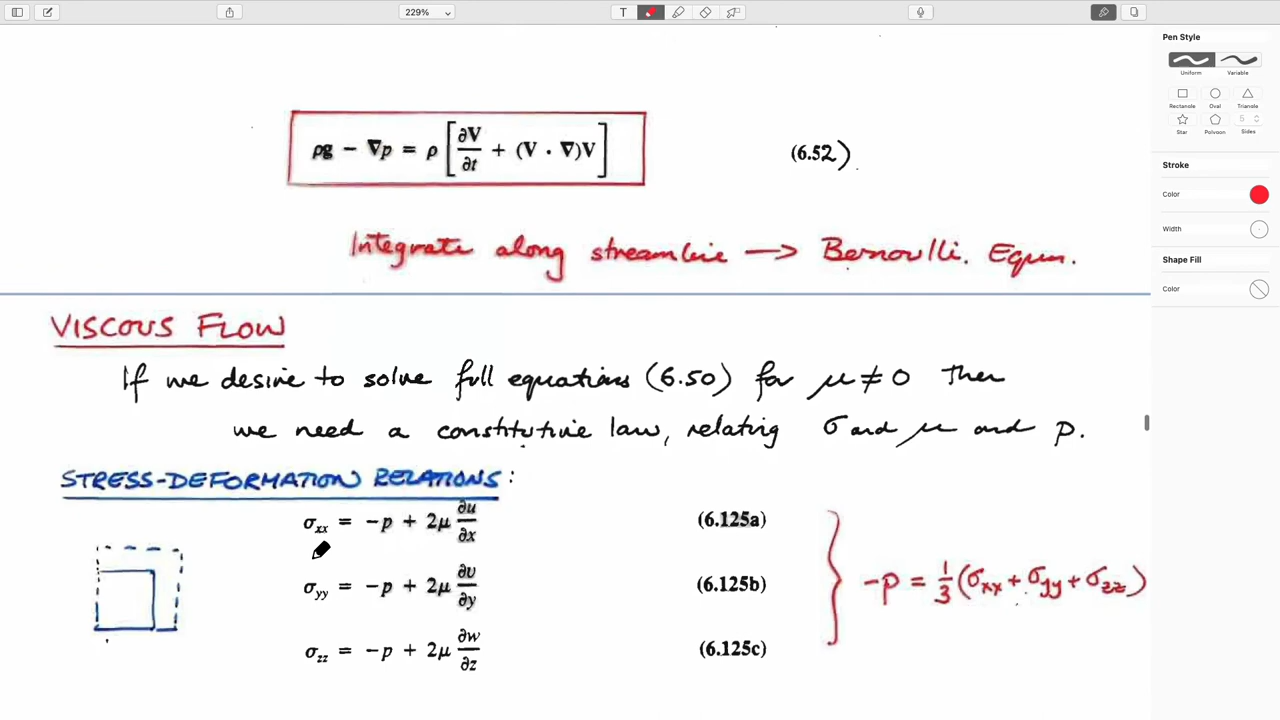 229%
T
Pen Style
Uniform Variable
Rectangle Oval Triangle
Star Polygon 5 Sides
Stroke
Color
Width
Shape Fill
Color
ρg − ∇p = ρ [∂V/∂t + (V · ∇)V] (6.52)
Integrate along streamline → Bernoulli. Equn.
VISCOUS FLOW
If we desire to solve full equations (6.50) for μ≠0 then
we need a constitutive law, relating σ and μ and p.
STRESS-DEFORMATION RELATIONS:
σxx = −p + 2μ ∂u/∂x (6.125a)
σyy = −p + 2μ ∂υ/∂y (6.125b)
σzz = −p + 2μ ∂w/∂z (6.125c)
} −p = 1/3 (σxx + σyy + σzz)